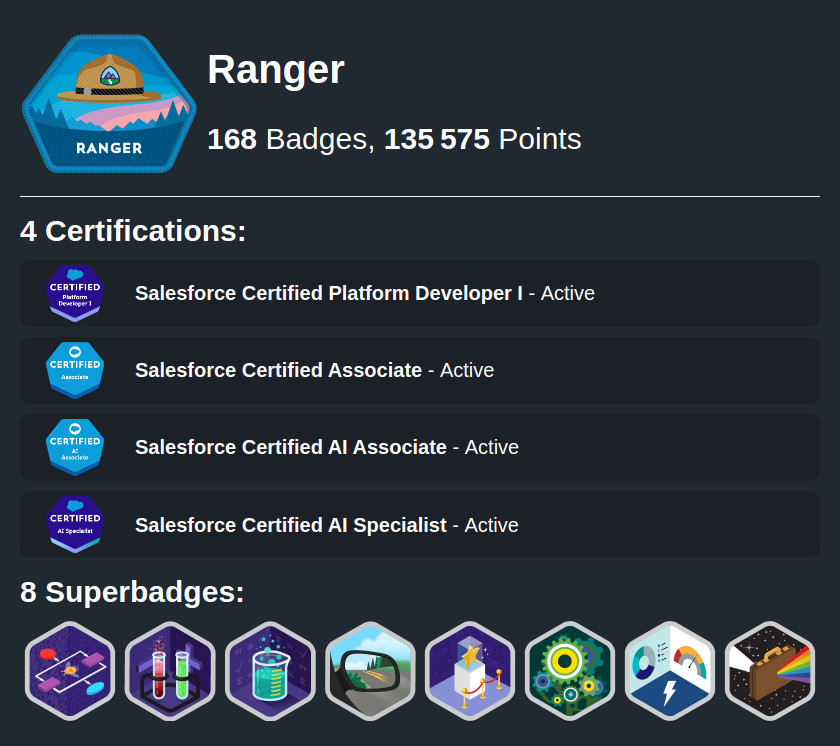 RANGER
Ranger
168 Badges, 135 575 Points
4 Certifications:
CERTIFIED
Platform
Developer I
Salesforce Certified Platform Developer I - Active
CERTIFIED
Associate
Salesforce Certified Associate - Active
CERTIFIED
AI
Associate
Salesforce Certified AI Associate - Active
CERTIFIED
AI Specialist
Salesforce Certified AI Specialist - Active
8 Superbadges: